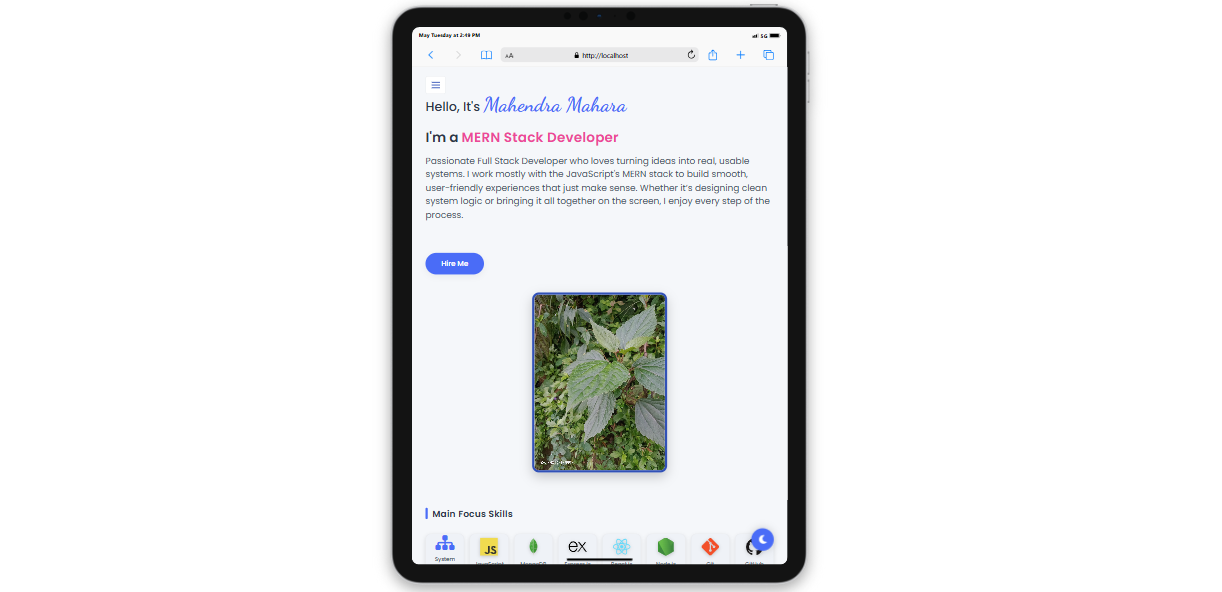 May Tuesday at 2:49 PM
5G
AA
http://localhost
Hello, It's Mahendra Mahara
I'm a MERN Stack Developer
Passionate Full Stack Developer who loves turning ideas into real, usable
systems. I work mostly with the JavaScript's MERN stack to build smooth,
user-friendly experiences that just make sense. Whether it's designing clean
system logic or bringing it all together on the screen, I enjoy every step of the
process.
Hire Me
Main Focus Skills
JS
ex
System